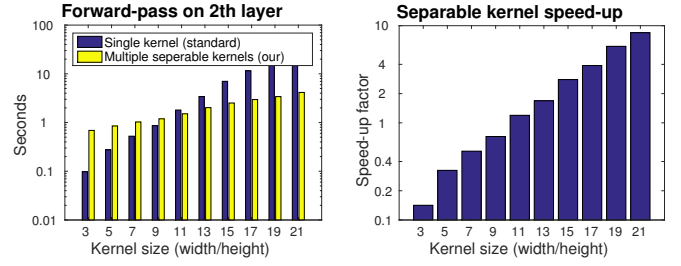 Forward-pass on 2th layer
100
10
1
0.1
0.01
Seconds
Single kernel (standard)
Multiple seperable kernels (our)
3 5 7 9 11 13 15 17 19 21
Kernel size (width/height)
Separable kernel speed-up
4
2
1
0.4
0.2
0.1
Speed-up factor
3 5 7 9 11 13 15 17 19 21
Kernel size (width/height)